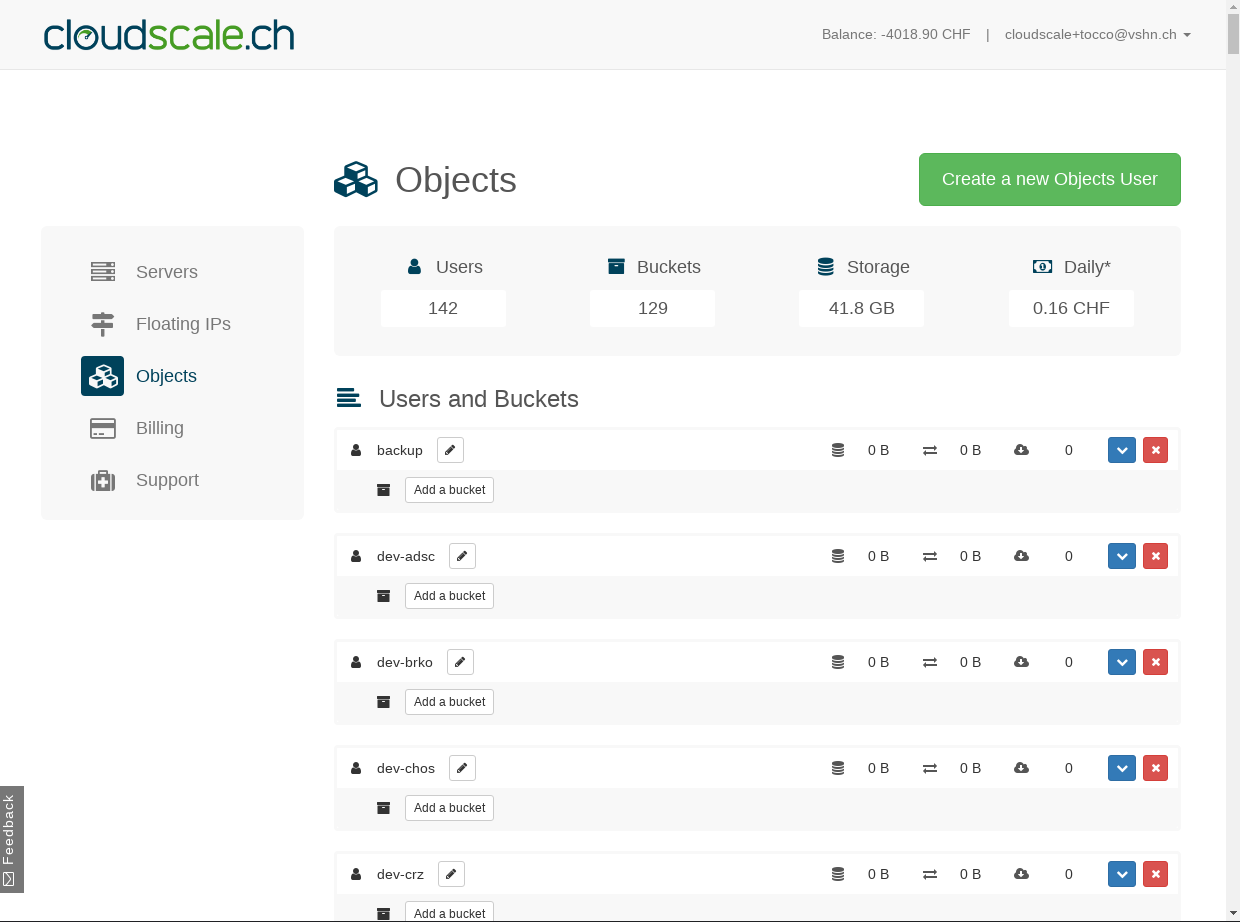 cloudscale.ch
Balance: -4018.90 CHF | cloudscale+tocco@vshn.ch
Objects
Create a new Objects User
Servers
Floating IPs
Objects
Billing
Support
Users Buckets Storage Daily*
142 129 41.8 GB 0.16 CHF
Users and Buckets
backup 0 B 0 B 0
Add a bucket
dev-adsc 0 B 0 B 0
Add a bucket
dev-brko 0 B 0 B 0
Add a bucket
dev-chos 0 B 0 B 0
Add a bucket
dev-crz 0 B 0 B 0
Add a bucket
Feedback